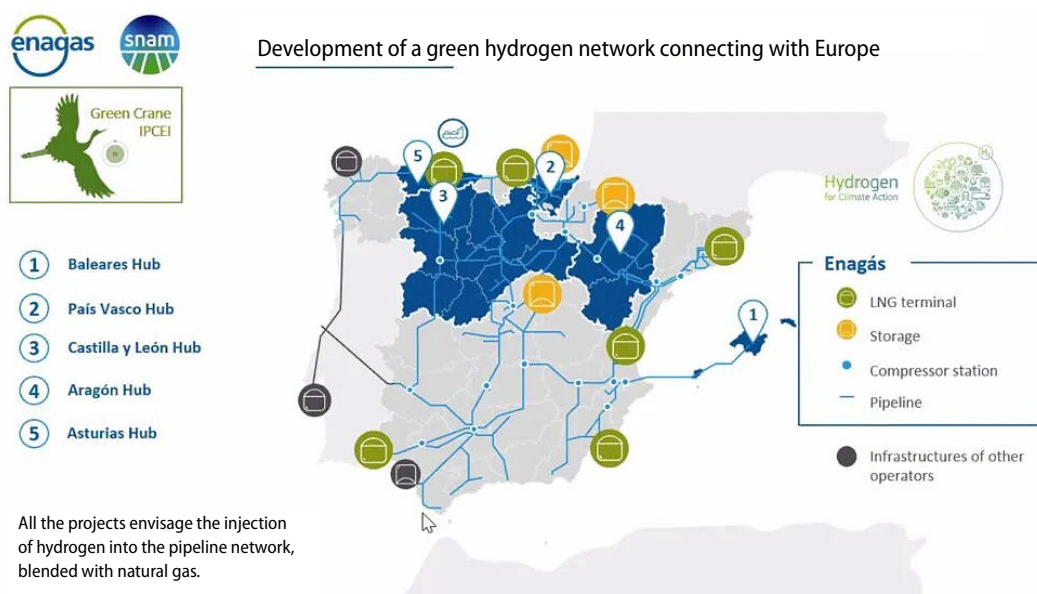 enagas
snam
Development of a green hydrogen network connecting with Europe
Green Crane
IPCEI
Hydrogen
for Climate Action
H₂
1 Baleares Hub
2 País Vasco Hub
3 Castilla y León Hub
4 Aragón Hub
5 Asturias Hub
5
2
3
4
1
Enagás
LNG terminal
Storage
Compressor station
Pipeline
Infrastructures of other
operators
All the projects envisage the injection
of hydrogen into the pipeline network,
blended with natural gas.